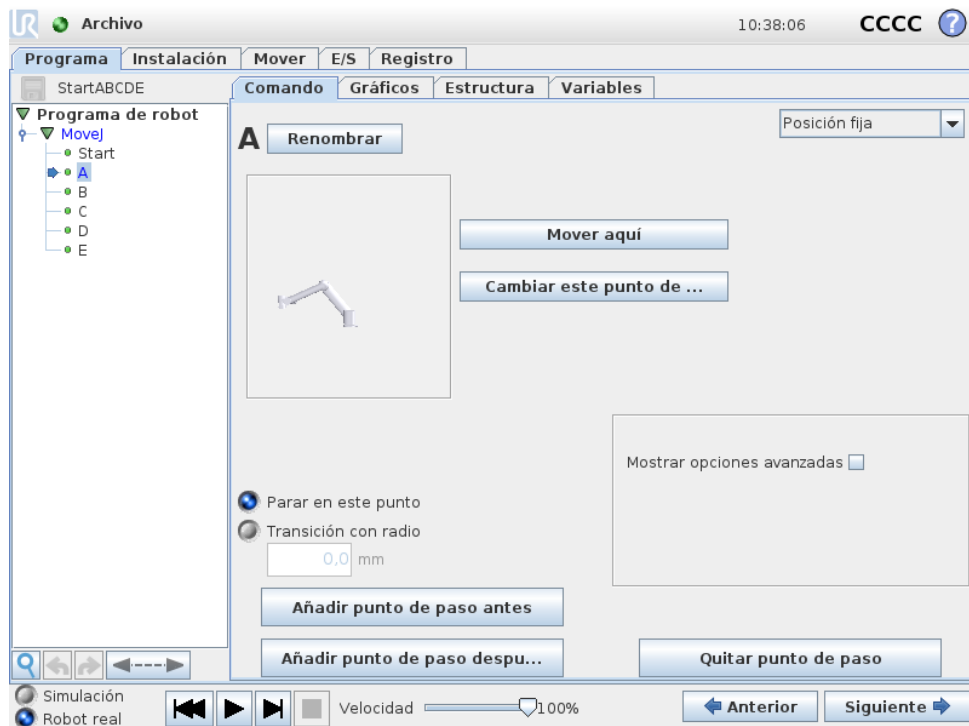 UR Archivo 10:38:06 CCCC ?
Programa Instalación Mover E/S Registro
StartABCDE
Comando Gráficos Estructura Variables
Programa de robot
MoveJ
Start
A
B
C
D
E
A Renombrar
Posición fija
Mover aquí
Cambiar este punto de ...
Mostrar opciones avanzadas
Parar en este punto
Transición con radio
0,0 mm
Añadir punto de paso antes
Añadir punto de paso despu...
Quitar punto de paso
Simulación
Robot real
Velocidad 100%
Anterior
Siguiente